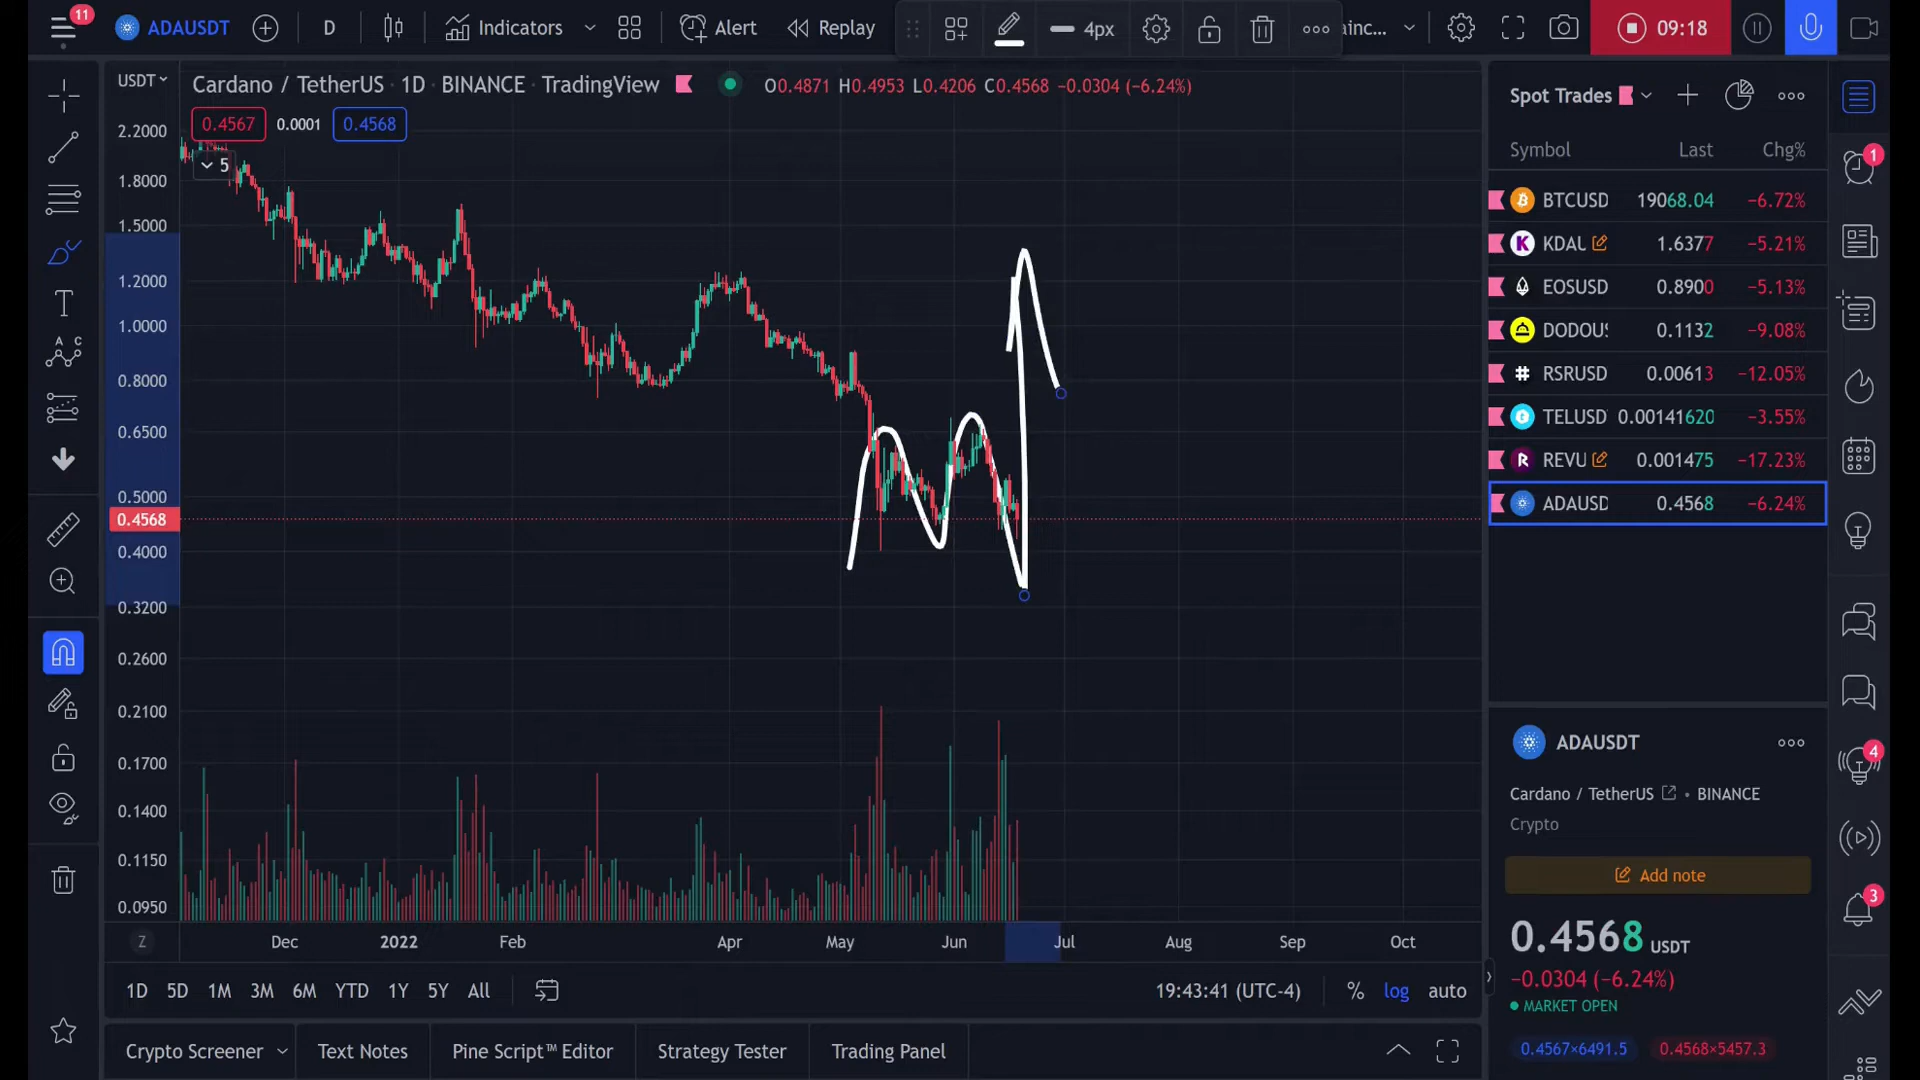 11
ADAUSDT
D
Indicators
Alert
Replay
4px
ainc...
09:18
USDT
Cardano / TetherUS · 1D · BINANCE · TradingView
O0.4871 H0.4953 L0.4206 C0.4568 −0.0304 (−6.24%)
0.4567
0.0001
0.4568
5
2.2000
1.8000
1.5000
1.2000
1.0000
0.8000
0.6500
0.5000
0.4568
0.4000
0.3200
0.2600
0.2100
0.1700
0.1400
0.1150
0.0950
Z
Dec
2022
Feb
Apr
May
Jun
Jul
Aug
Sep
Oct
1D 5D 1M 3M 6M YTD 1Y 5Y All
19:43:41 (UTC-4)
%
log
auto
Crypto Screener
Text Notes
Pine Script™ Editor
Strategy Tester
Trading Panel
Spot Trades
Symbol Last Chg%
BTCUSD 19068.04 −6.72%
KDAU 1.6377 −5.21%
EOSUSD 0.8900 −5.13%
DODOUS 0.1132 −9.08%
RSRUSD 0.00613 −12.05%
TELUSD 0.00141620 −3.55%
REVU 0.001475 −17.23%
ADAUSD 0.4568 −6.24%
ADAUSDT
Cardano / TetherUS • BINANCE
Crypto
Add note
0.4568 USDT
−0.0304 (−6.24%)
MARKET OPEN
0.4567×6491.5
0.4568×5457.3
1
4
3
T
A C